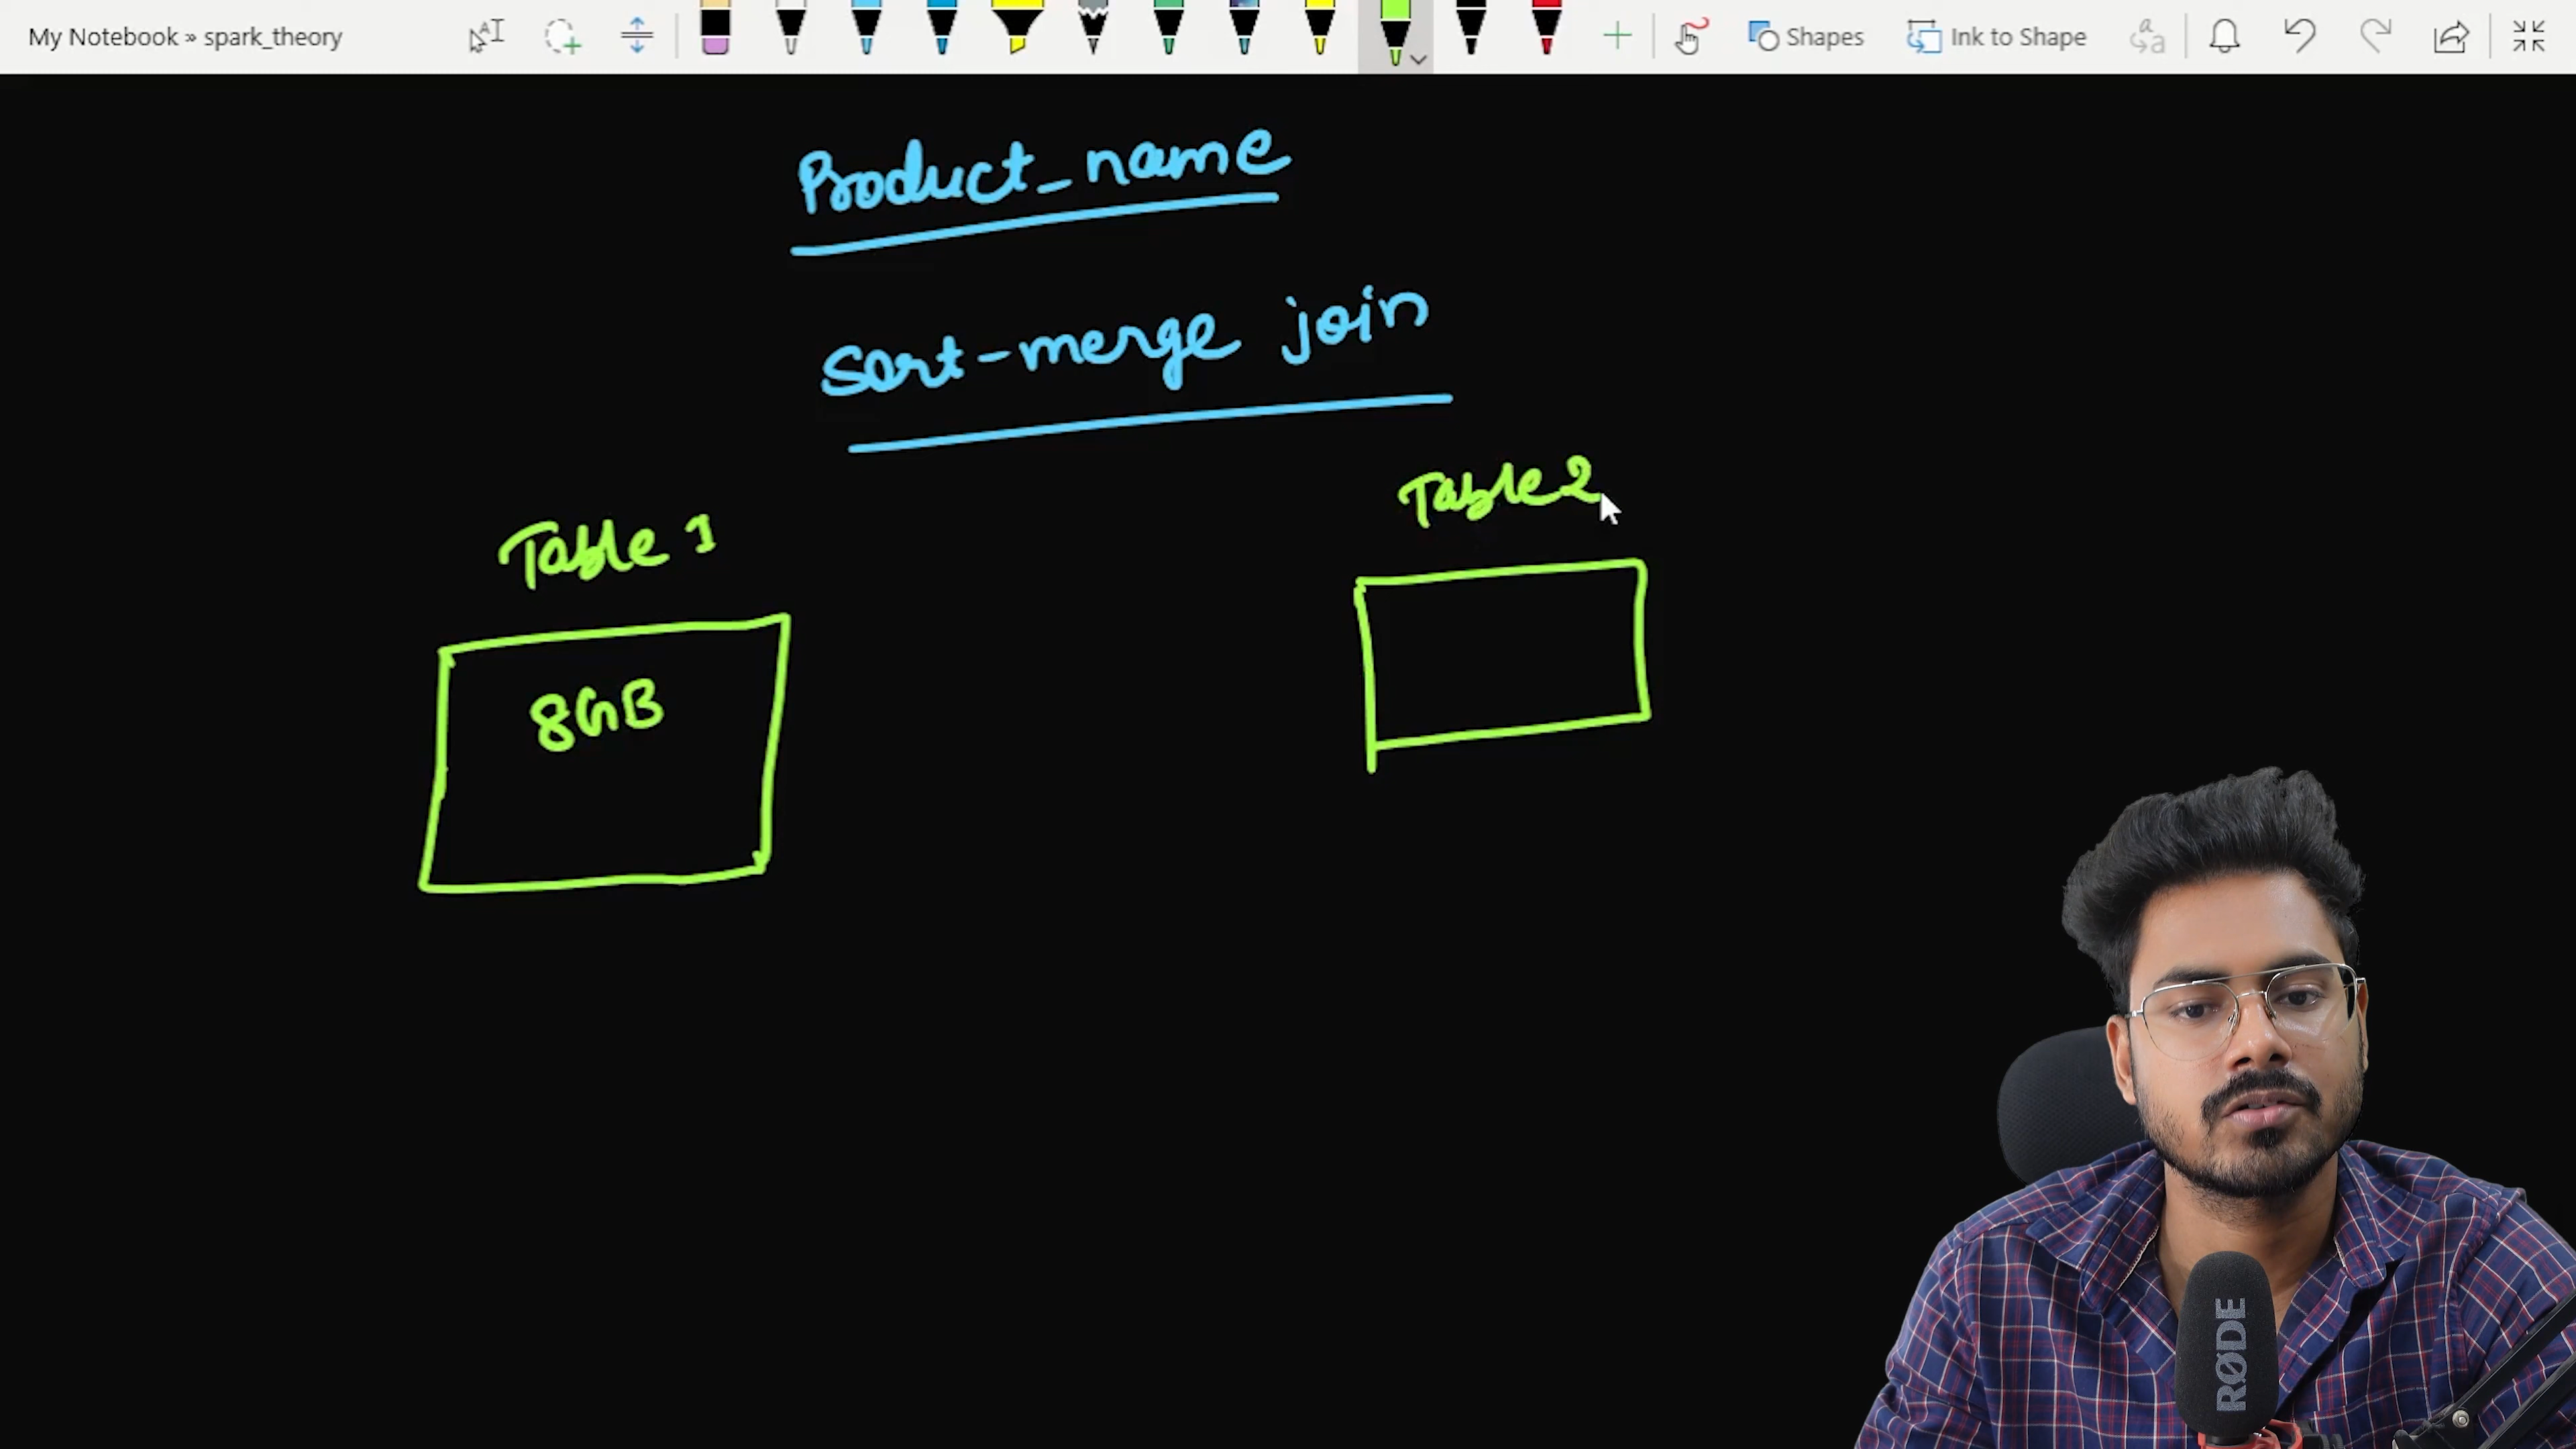 My Notebook » spark_theory
Shapes
Ink to Shape
Product_name
Sort-merge join
Table 1
Table 2
8GB
RØDE